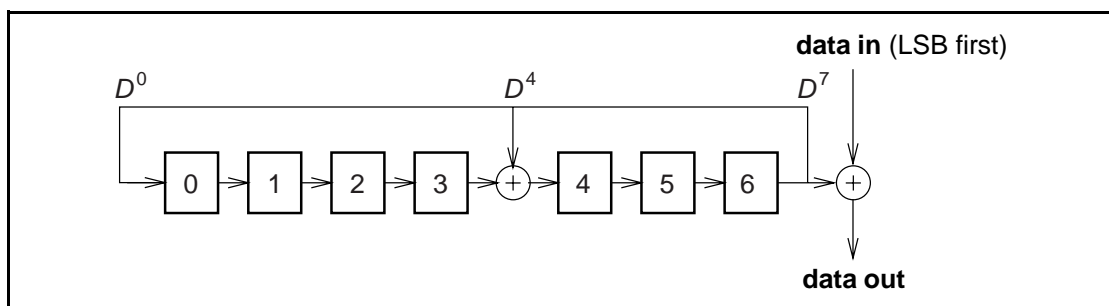 data in (LSB first)
D⁰ D⁴ D⁷
0 1 2 3 + 4 5 6 +
data out